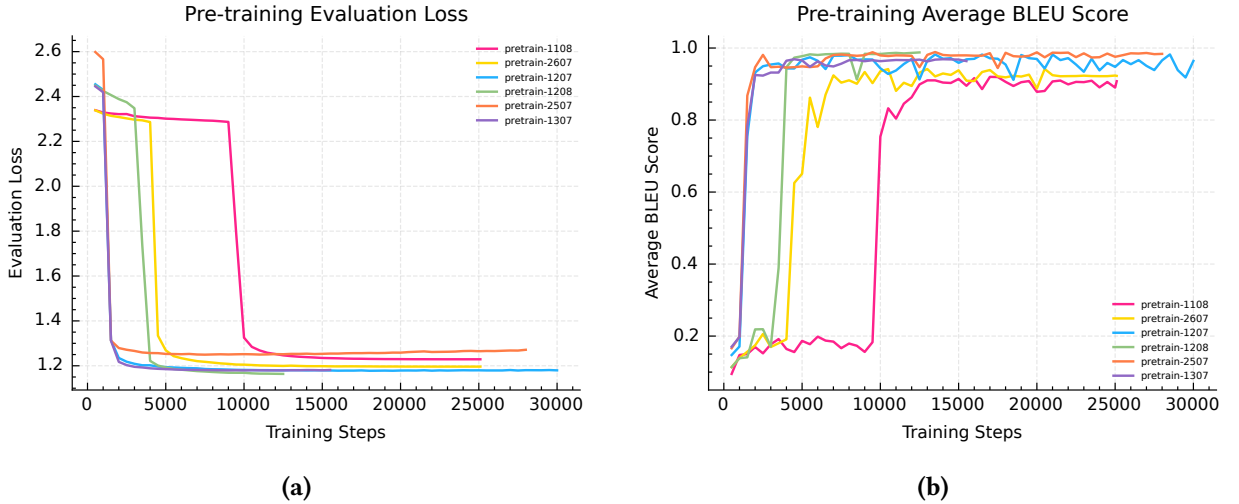 Pre-training Evaluation Loss
2.6
2.4
2.2
2.0
1.8
1.6
1.4
1.2
Evaluation Loss
0 5000 10000 15000 20000 25000 30000
Training Steps
pretrain-1108
pretrain-2607
pretrain-1207
pretrain-1208
pretrain-2507
pretrain-1307
(a)
Pre-training Average BLEU Score
1.0
0.8
0.6
0.4
0.2
Average BLEU Score
0 5000 10000 15000 20000 25000 30000
Training Steps
pretrain-1108
pretrain-2607
pretrain-1207
pretrain-1208
pretrain-2507
pretrain-1307
(b)